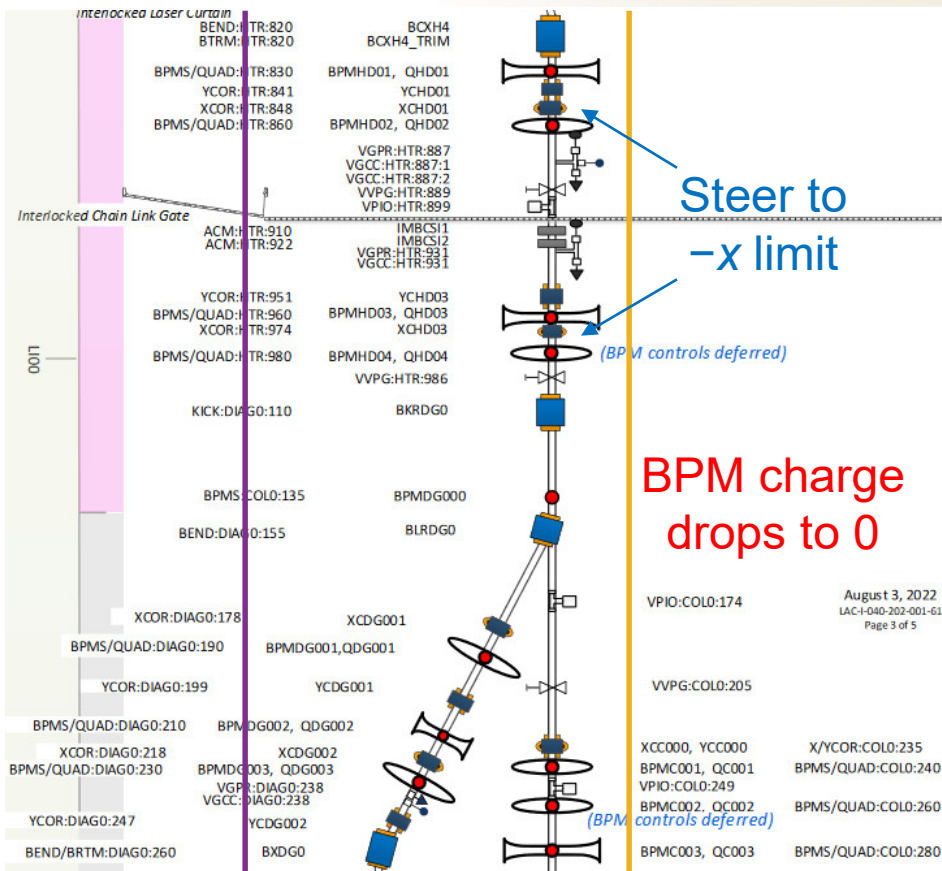 Interlocked Laser Curtain
BEND:HTR:820 BCXH4
BTRM:HTR:820 BCXH4_TRIM
BPMS/QUAD:HTR:830 BPMHD01, QHD01
YCOR:HTR:841 YCHD01
XCOR:HTR:848 XCHD01
BPMS/QUAD:HTR:860 BPMHD02, QHD02
VGPR:HTR:887
VGCC:HTR:887:1
VGCC:HTR:887:2
VVPG:HTR:889
VPIO:HTR:899
Steer to
−x limit
Interlocked Chain Link Gate
ACM:HTR:910 IMBCSI1
ACM:HTR:922 IMBCSI2
VGPR:HTR:931
VGCC:HTR:931
YCOR:HTR:951 YCHD03
BPMS/QUAD:HTR:960 BPMHD03, QHD03
XCOR:HTR:974 XCHD03
LI00
BPMS/QUAD:HTR:980 BPMHD04, QHD04 (BPM controls deferred)
VVPG:HTR:986
KICK:DIAG0:110 BKRDG0
BPM charge
drops to 0
BPMS:COL0:135 BPMDG000
BEND:DIAG0:155 BLRDG0
VPIO:COL0:174
August 3, 2022
LAC-I-040-202-001-61
Page 3 of 5
XCOR:DIAG0:178 XCDG001
BPMS/QUAD:DIAG0:190 BPMDG001,QDG001
YCOR:DIAG0:199 YCDG001 VVPG:COL0:205
BPMS/QUAD:DIAG0:210 BPMDG002, QDG002
XCOR:DIAG0:218 XCDG002 XCC000, YCC000 X/YCOR:COL0:235
BPMS/QUAD:DIAG0:230 BPMDG003, QDG003 BPMC001, QC001 BPMS/QUAD:COL0:240
VGPR:DIAG0:238 VPIO:COL0:249
VGCC:DIAG0:238 BPMC002, QC002 BPMS/QUAD:COL0:260
YCOR:DIAG0:247 YCDG002 (BPM controls deferred)
BEND/BRTM:DIAG0:260 BXDG0 BPMC003, QC003 BPMS/QUAD:COL0:280